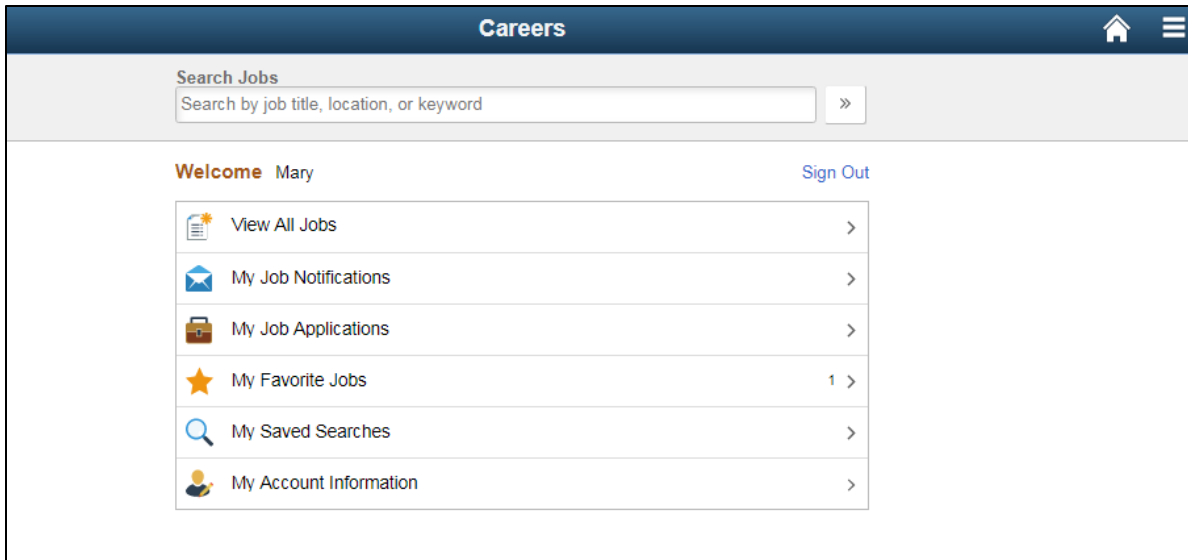 Careers
Search Jobs
Search by job title, location, or keyword
»
Welcome Mary
Sign Out
View All Jobs
My Job Notifications
My Job Applications
My Favorite Jobs 1
My Saved Searches
My Account Information